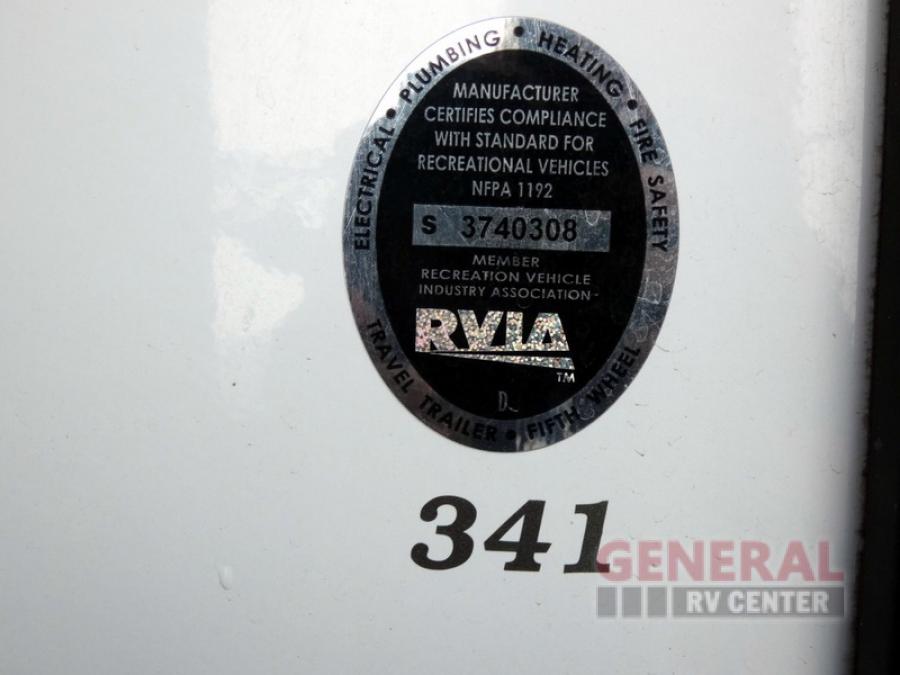 ELECTRICAL • PLUMBING • HEATING • FIRE SAFETY
MANUFACTURER
CERTIFIES COMPLIANCE
WITH STANDARD FOR
RECREATIONAL VEHICLES
NFPA 1192
S 3740308
MEMBER
RECREATION VEHICLE
INDUSTRY ASSOCIATION
RVIA
TM
D
TRAVEL TRAILER • FIFTH WHEEL
341
GENERAL
RV CENTER